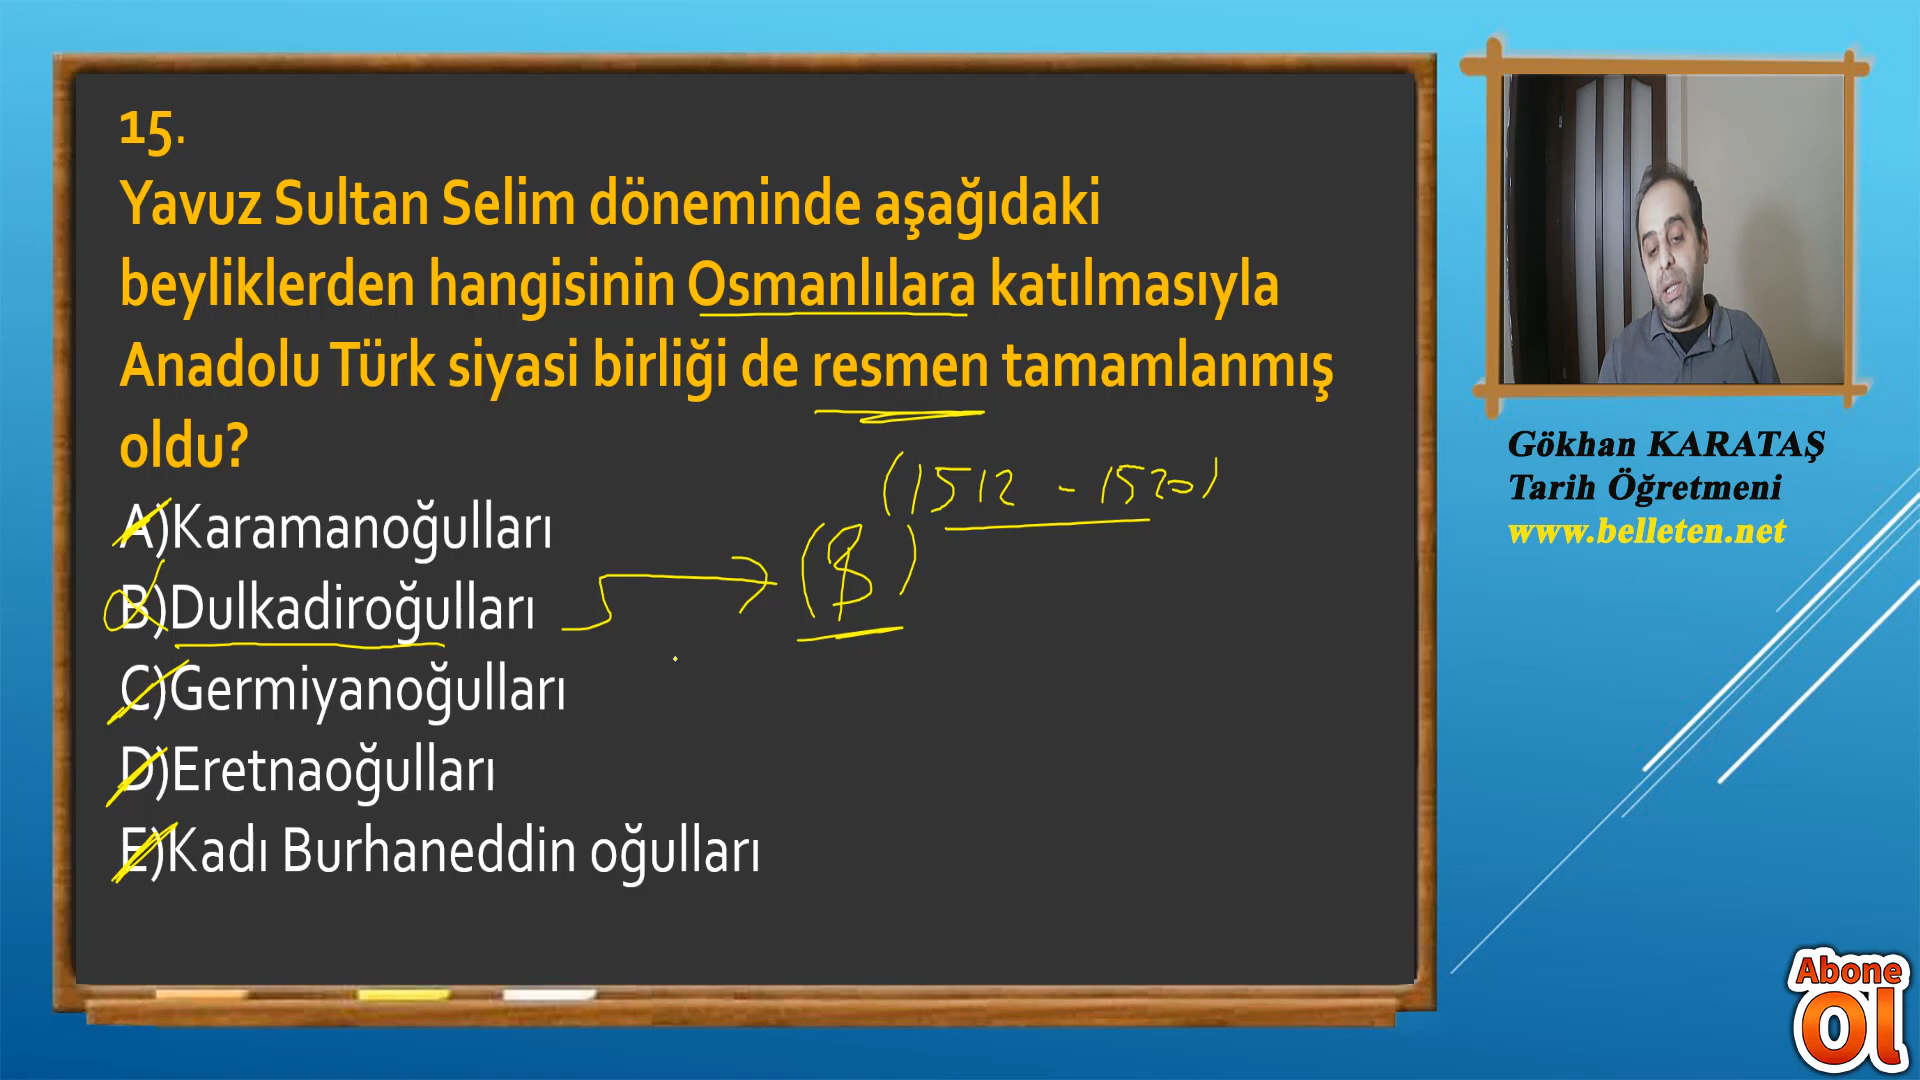 15.
Yavuz Sultan Selim döneminde aşağıdaki
beyliklerden hangisinin Osmanlılara katılmasıyla
Anadolu Türk siyasi birliği de resmen tamamlanmış
oldu?
(1512 - 1520)
A)Karamanoğulları
B)Dulkadiroğulları
($)
C)Germiyanoğulları
D)Eretnaoğulları
E)Kadı Burhaneddin oğulları
Gökhan KARATAŞ
Tarih Öğretmeni
www.belleten.net
Abone
Ol